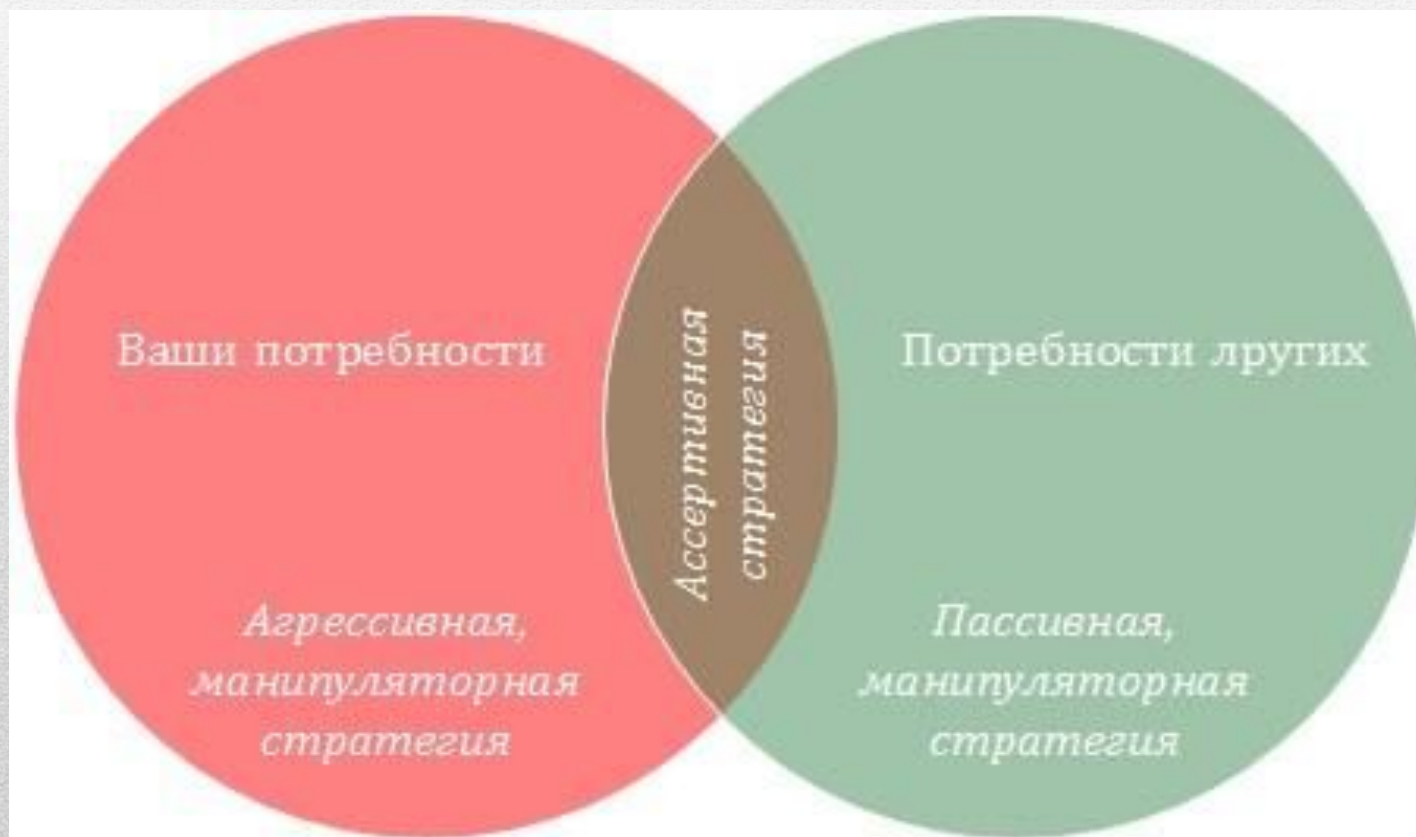 Ваши потребности
Агрессивная,
манипуляторная
стратегия
Ассертивная
стратегия
Потребности лругих
Пассивная,
манипуляторная
стратегия